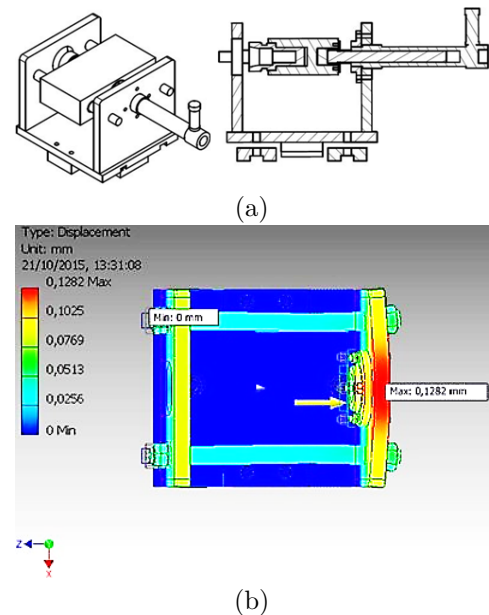 (a)
Type: Displacement
Unit: mm
21/10/2015, 13:31:08
0,1282 Max
0,1025
0,0769
0,0513
0,0256
0 Min
Min: 0 mm
Max: 0,1282 mm
Z
X
(b)